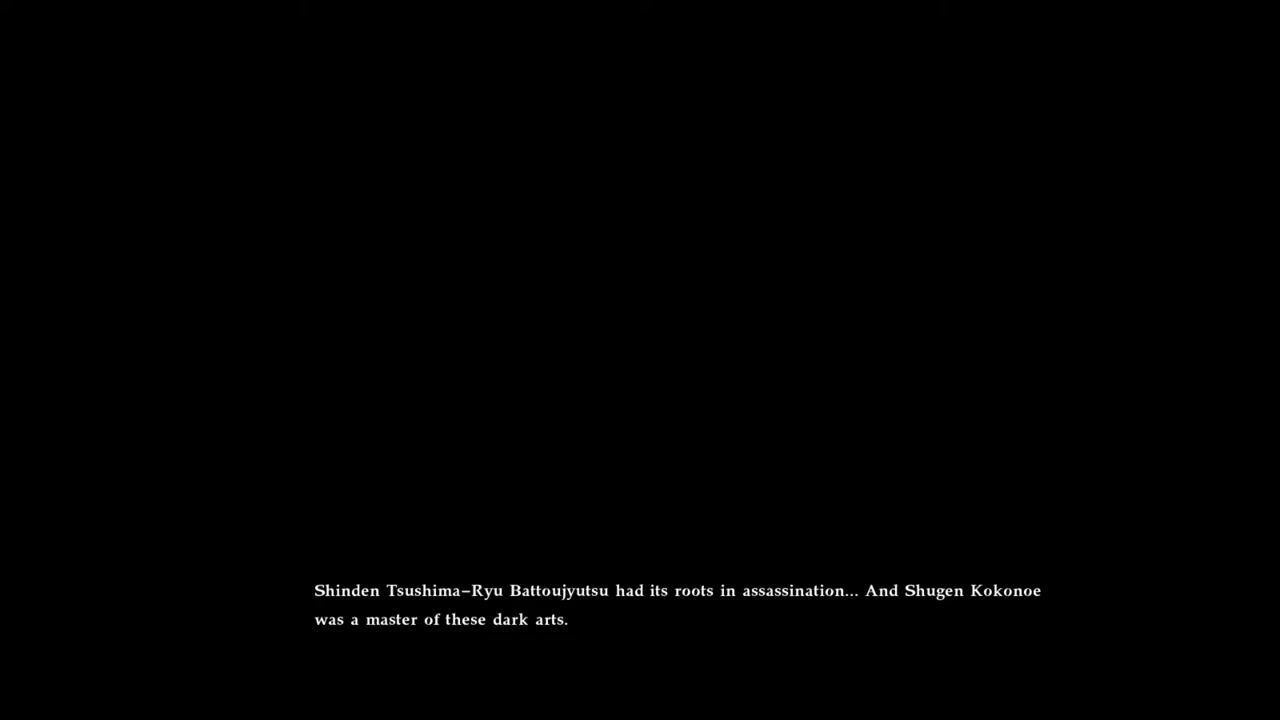 Shinden Tsushima–Ryu Battoujyutsu had its roots in assassination... And Shugen Kokonoe
was a master of these dark arts.